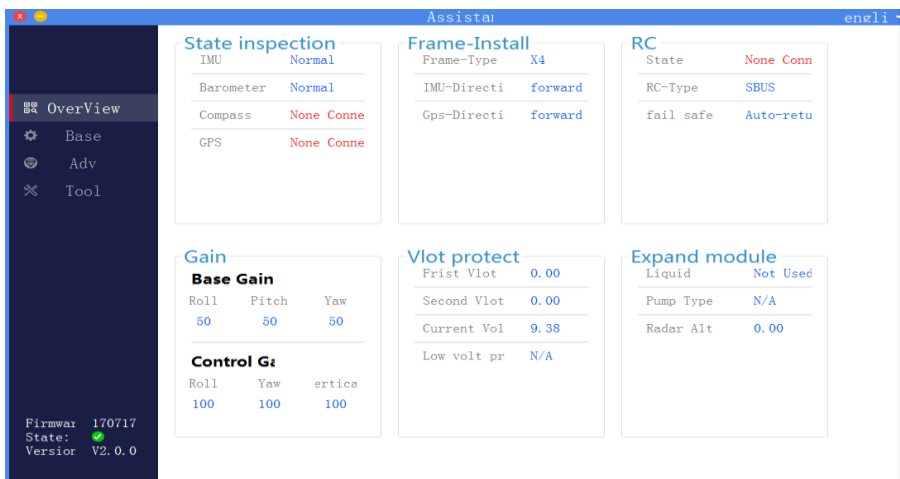 Assistan
engli
OverView
Base
Adv
Tool
Firmwar 170717
State:
Version V2.0.0
State inspection
IMU Normal
Barometer Normal
Compass None Conne
GPS None Conne
Frame-Install
Frame-Type X4
IMU-Directi forward
Gps-Directi forward
RC
State None Conn
RC-Type SBUS
fail safe Auto-retu
Gain
Base Gain
Roll Pitch Yaw
50 50 50
Control Ga
Roll Yaw ertica
100 100 100
Vlot protect
Frist Vlot 0.00
Second Vlot 0.00
Current Vol 9.38
Low volt pr N/A
Expand module
Liquid Not Used
Pump Type N/A
Radar Alt 0.00